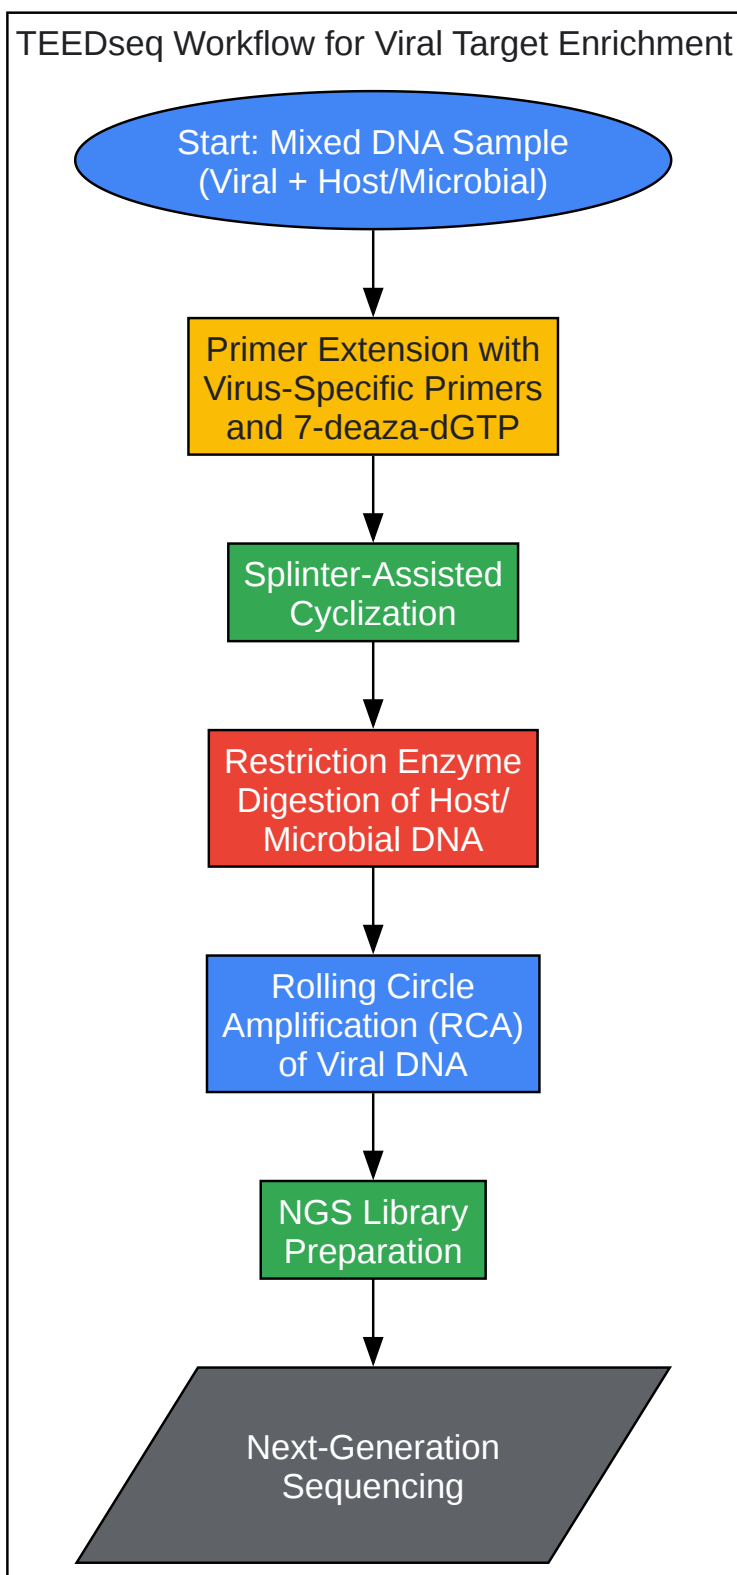 TEEDseq Workflow for Viral Target Enrichment
Start: Mixed DNA Sample
(Viral + Host/Microbial)
Primer Extension with
Virus-Specific Primers
and 7-deaza-dGTP
Splinter-Assisted
Cyclization
Restriction Enzyme
Digestion of Host/
Microbial DNA
Rolling Circle
Amplification (RCA)
of Viral DNA
NGS Library
Preparation
Next-Generation
Sequencing